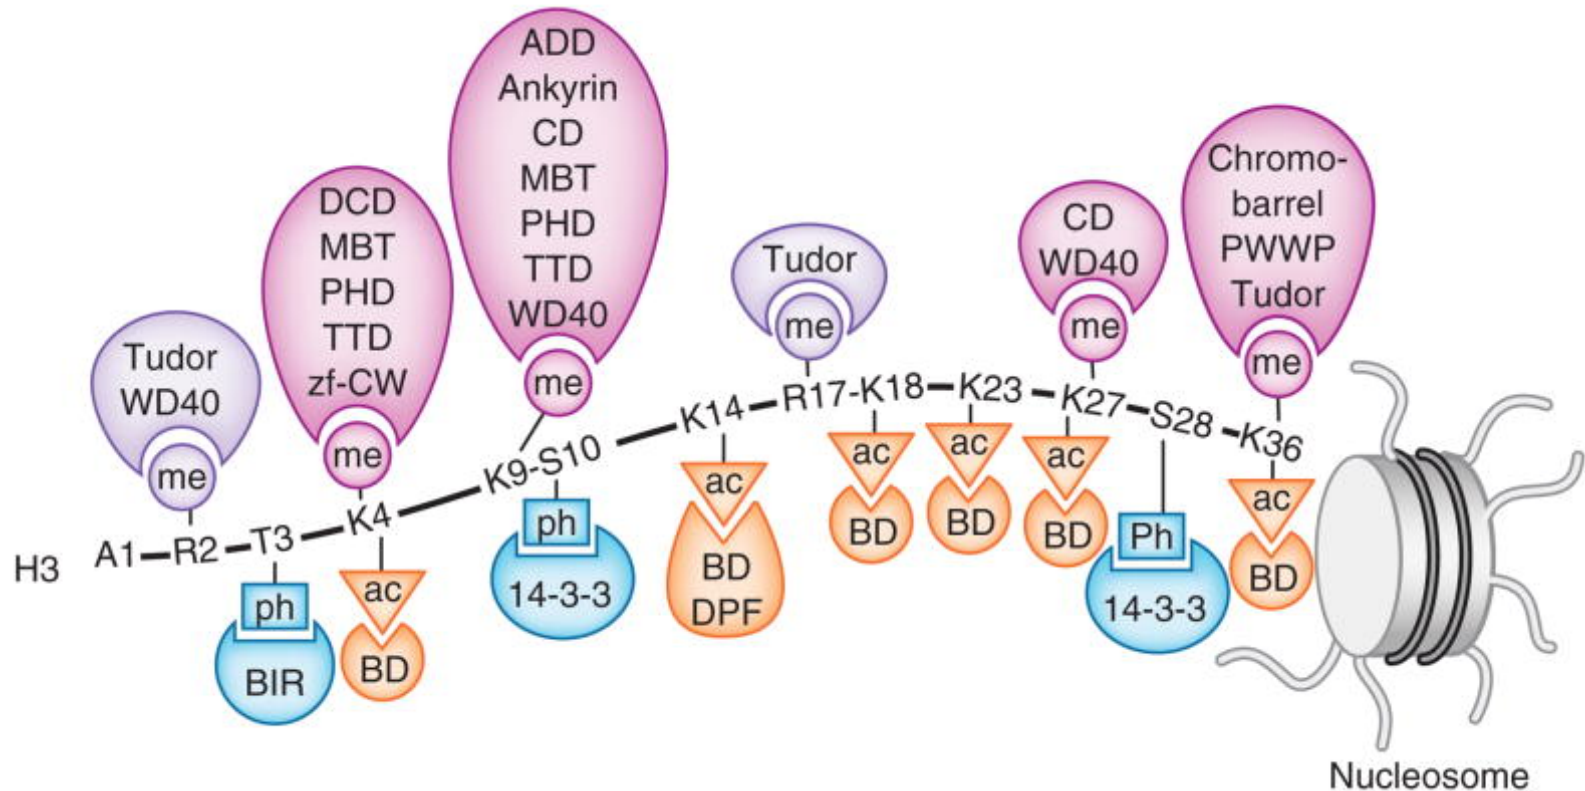 ADD
Ankyrin
CD
MBT
PHD
TTD
WD40
me
DCD
MBT
PHD
TTD
zf-CW
me
Tudor
WD40
me
Tudor
me
CD
WD40
me
Chromo-
barrel
PWWP
Tudor
me
H3
A1-R2-T3-K4-K9-S10-K14-R17-K18-K23-K27-S28-K36
ph
BIR
ac
BD
ph
14-3-3
ac
BD
DPF
ac
BD
ac
BD
ac
BD
Ph
14-3-3
ac
BD
Nucleosome